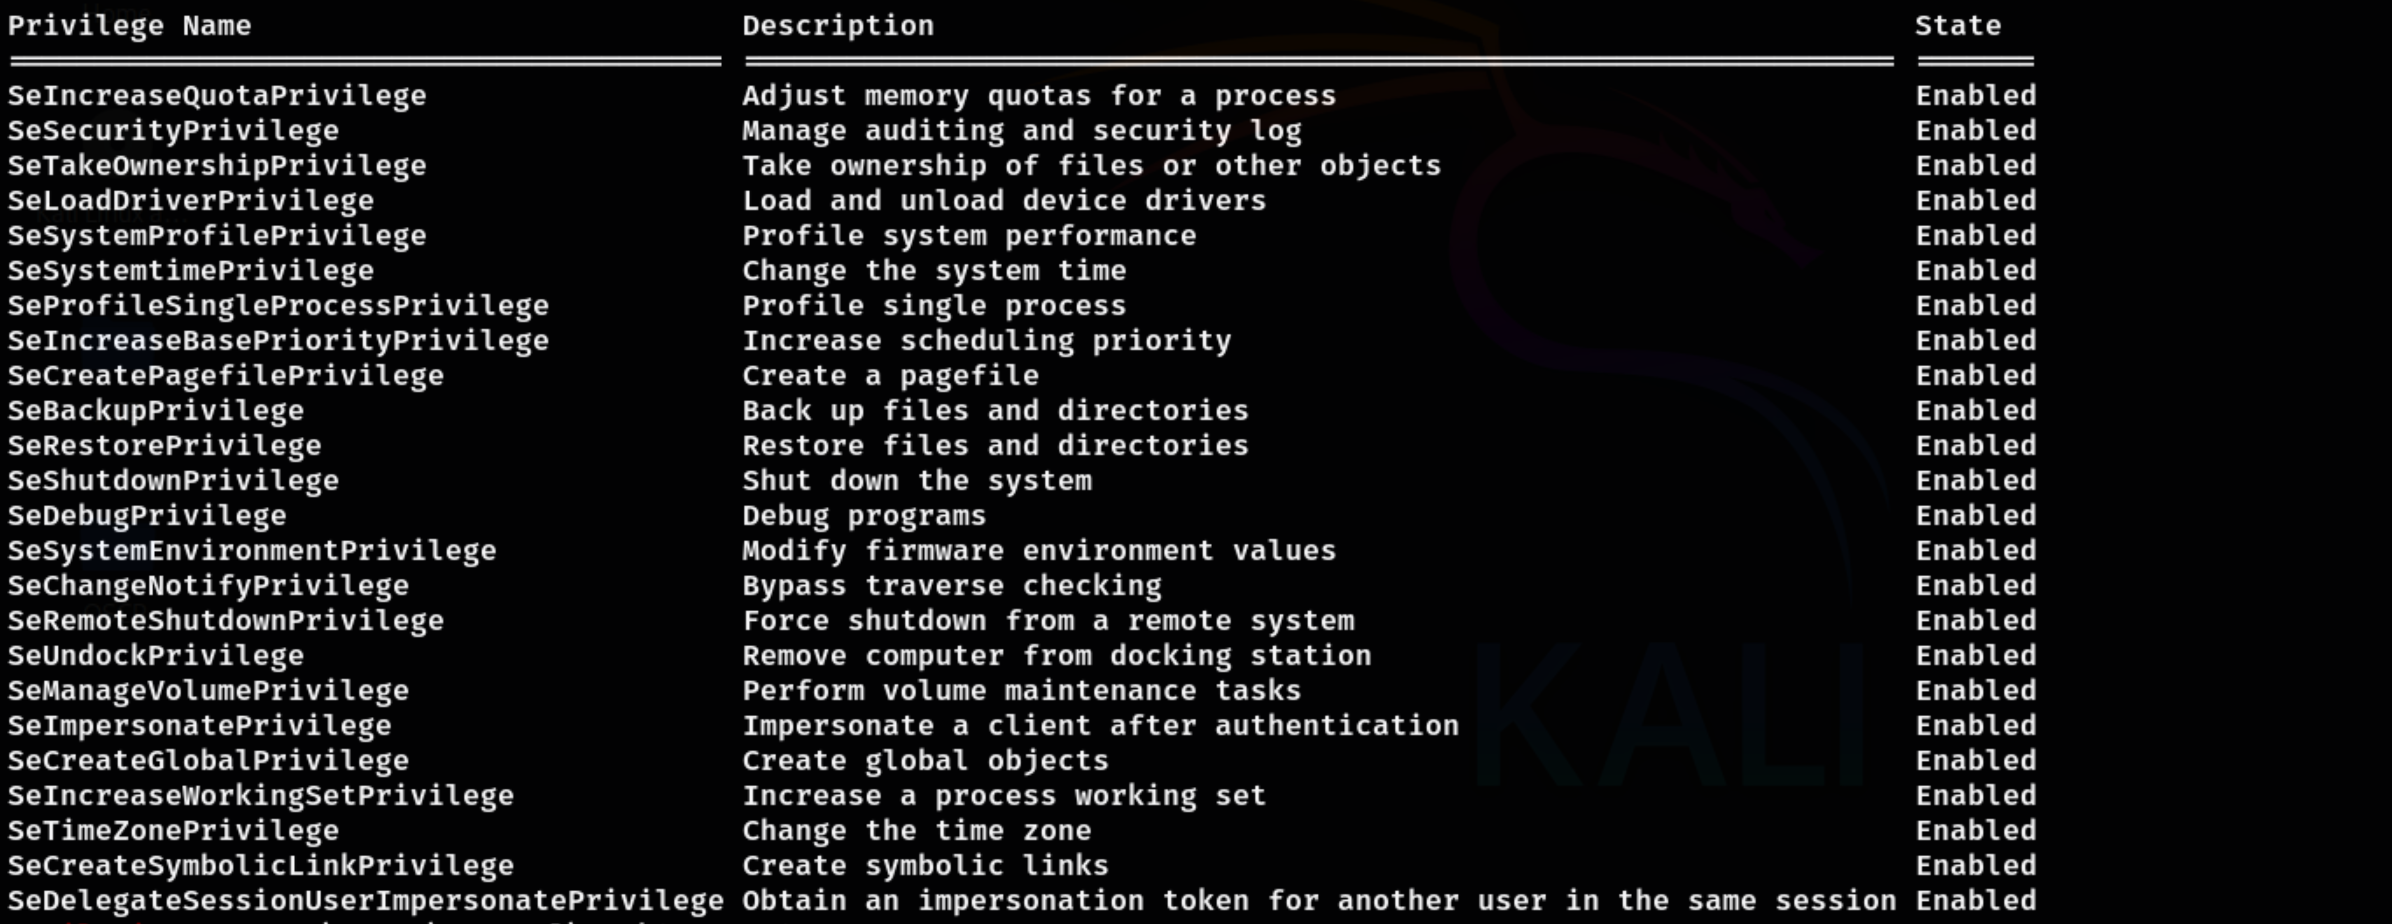 Privilege Name Description State
SeIncreaseQuotaPrivilege Adjust memory quotas for a process Enabled
SeSecurityPrivilege Manage auditing and security log Enabled
SeTakeOwnershipPrivilege Take ownership of files or other objects Enabled
SeLoadDriverPrivilege Load and unload device drivers Enabled
SeSystemProfilePrivilege Profile system performance Enabled
SeSystemtimePrivilege Change the system time Enabled
SeProfileSingleProcessPrivilege Profile single process Enabled
SeIncreaseBasePriorityPrivilege Increase scheduling priority Enabled
SeCreatePagefilePrivilege Create a pagefile Enabled
SeBackupPrivilege Back up files and directories Enabled
SeRestorePrivilege Restore files and directories Enabled
SeShutdownPrivilege Shut down the system Enabled
SeDebugPrivilege Debug programs Enabled
SeSystemEnvironmentPrivilege Modify firmware environment values Enabled
SeChangeNotifyPrivilege Bypass traverse checking Enabled
SeRemoteShutdownPrivilege Force shutdown from a remote system Enabled
SeUndockPrivilege Remove computer from docking station Enabled
SeManageVolumePrivilege Perform volume maintenance tasks Enabled
SeImpersonatePrivilege Impersonate a client after authentication Enabled
SeCreateGlobalPrivilege Create global objects Enabled
SeIncreaseWorkingSetPrivilege Increase a process working set Enabled
SeTimeZonePrivilege Change the time zone Enabled
SeCreateSymbolicLinkPrivilege Create symbolic links Enabled
SeDelegateSessionUserImpersonatePrivilege Obtain an impersonation token for another user in the same session Enabled
KALI